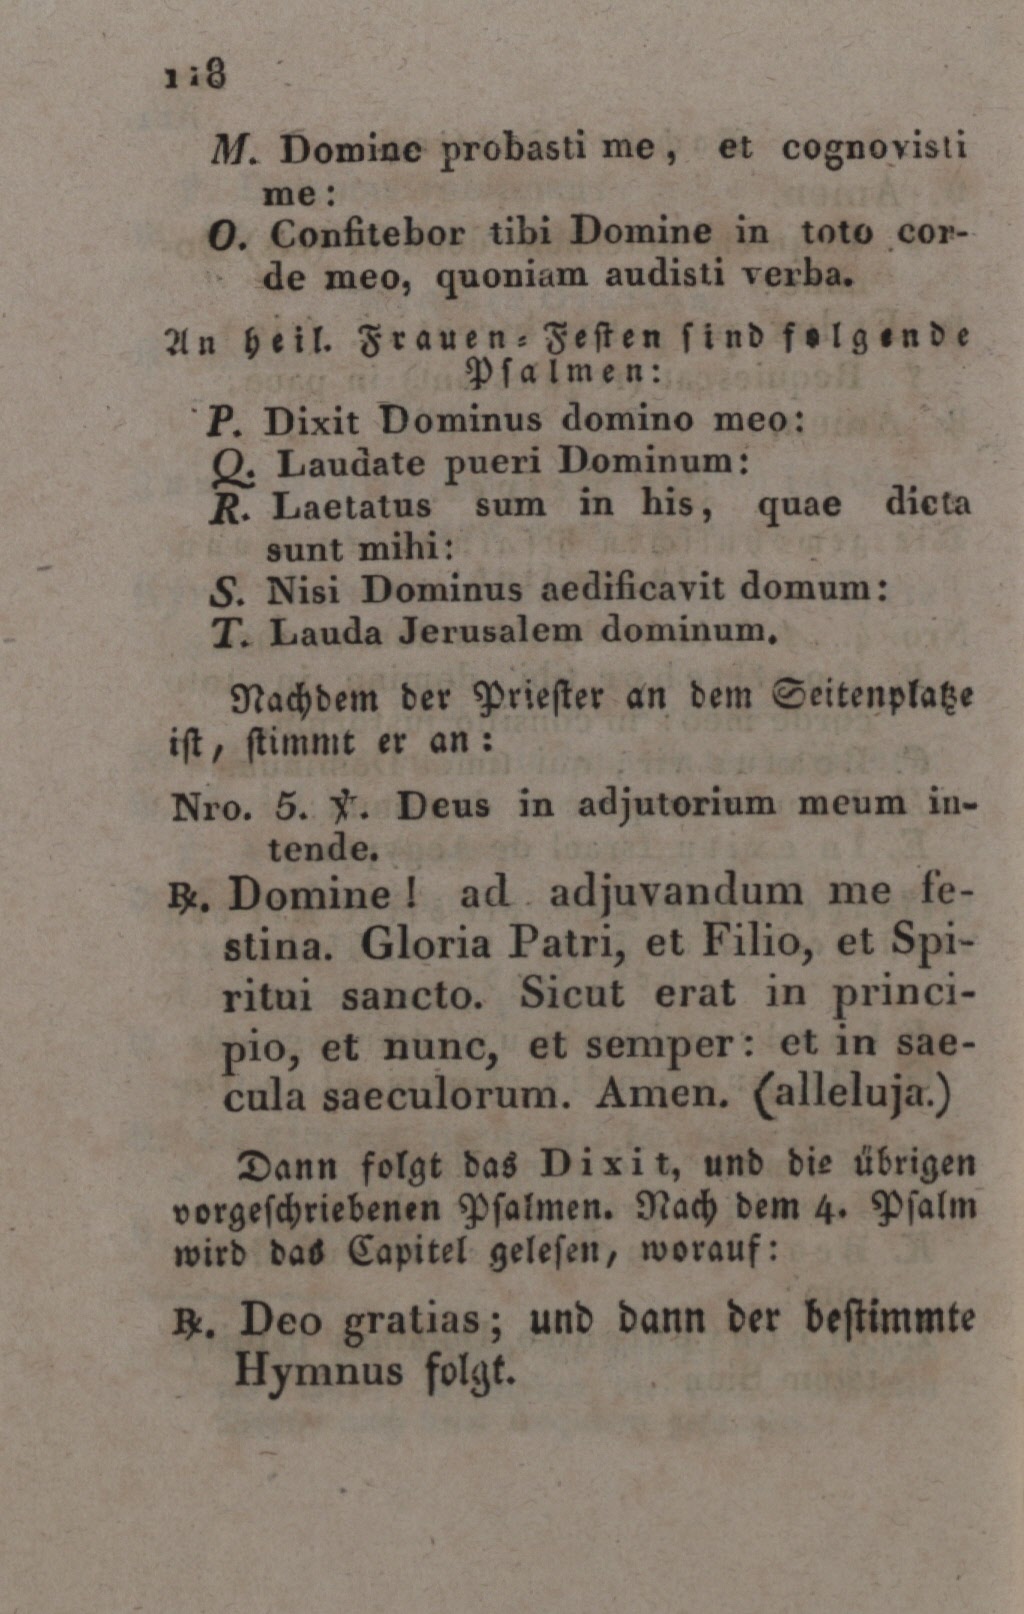 118
M. Domine probasti me, et cognovisti
me:
O. Confitebor tibi Domine in toto cor-
de meo, quoniam audisti verba.
An heil. Frauen-Festen sind folgende
Psalmen:
P. Dixit Dominus domino meo:
Q. Laudate pueri Dominum:
R. Laetatus sum in his, quae dicta
sunt mihi:
S. Nisi Dominus aedificavit domum:
T. Lauda Jerusalem dominum.
Nachdem der Priester an dem Seitenplatze
ist, stimmt er an:
Nro. 5. ℣. Deus in adjutorium meum in-
tende.
℟. Domine! ad adjuvandum me fe-
stina. Gloria Patri, et Filio, et Spi-
ritui sancto. Sicut erat in princi-
pio, et nunc, et semper: et in sae-
cula saeculorum. Amen. (alleluja.)
Dann folgt das Dixit, und die übrigen
vorgeschriebenen Psalmen. Nach dem 4. Psalm
wird das Capitel gelesen, worauf:
℟. Deo gratias; und dann der bestimmte
Hymnus folgt.